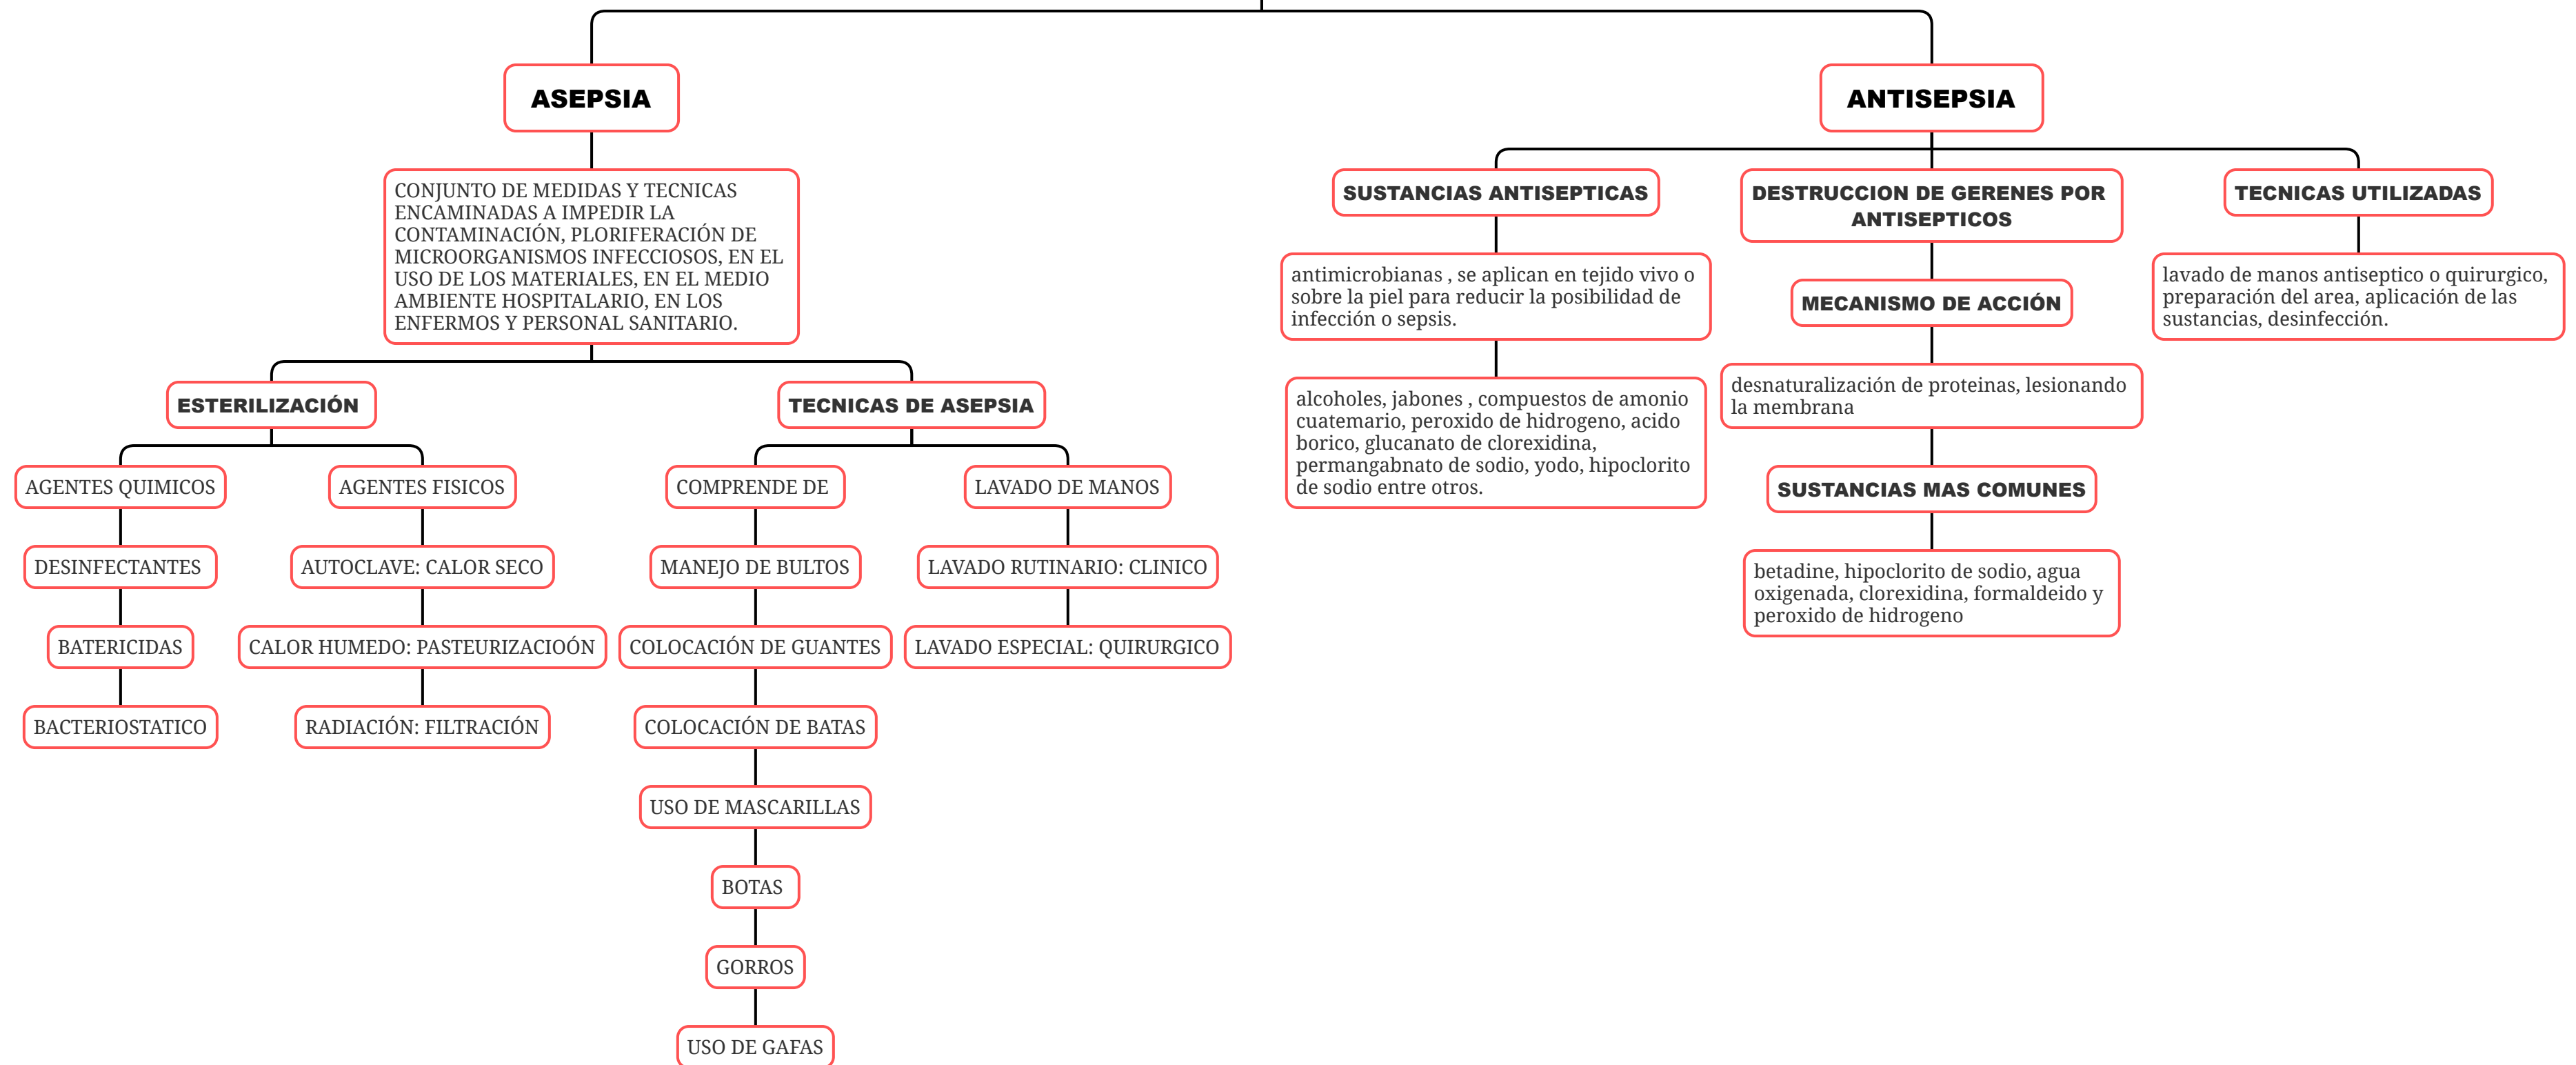 ASEPSIA
CONJUNTO DE MEDIDAS Y TECNICAS
ENCAMINADAS A IMPEDIR LA
CONTAMINACIÓN, PLORIFERACIÓN DE
MICROORGANISMOS INFECCIOSOS, EN EL
USO DE LOS MATERIALES, EN EL MEDIO
AMBIENTE HOSPITALARIO, EN LOS
ENFERMOS Y PERSONAL SANITARIO.
ESTERILIZACIÓN
AGENTES QUIMICOS
DESINFECTANTES
BATERICIDAS
BACTERIOSTATICO
AGENTES FISICOS
AUTOCLAVE: CALOR SECO
CALOR HUMEDO: PASTEURIZACIOÓN
RADIACIÓN: FILTRACIÓN
TECNICAS DE ASEPSIA
COMPRENDE DE
MANEJO DE BULTOS
COLOCACIÓN DE GUANTES
COLOCACIÓN DE BATAS
USO DE MASCARILLAS
BOTAS
GORROS
USO DE GAFAS
LAVADO DE MANOS
LAVADO RUTINARIO: CLINICO
LAVADO ESPECIAL: QUIRURGICO
ANTISEPSIA
SUSTANCIAS ANTISEPTICAS
antimicrobianas , se aplican en tejido vivo o
sobre la piel para reducir la posibilidad de
infección o sepsis.
alcoholes, jabones , compuestos de amonio
cuatemario, peroxido de hidrogeno, acido
borico, glucanato de clorexidina,
permangabnato de sodio, yodo, hipoclorito
de sodio entre otros.
DESTRUCCION DE GERENES POR
ANTISEPTICOS
MECANISMO DE ACCIÓN
desnaturalización de proteinas, lesionando
la membrana
SUSTANCIAS MAS COMUNES
betadine, hipoclorito de sodio, agua
oxigenada, clorexidina, formaldeido y
peroxido de hidrogeno
TECNICAS UTILIZADAS
lavado de manos antiseptico o quirurgico,
preparación del area, aplicación de las
sustancias, desinfección.